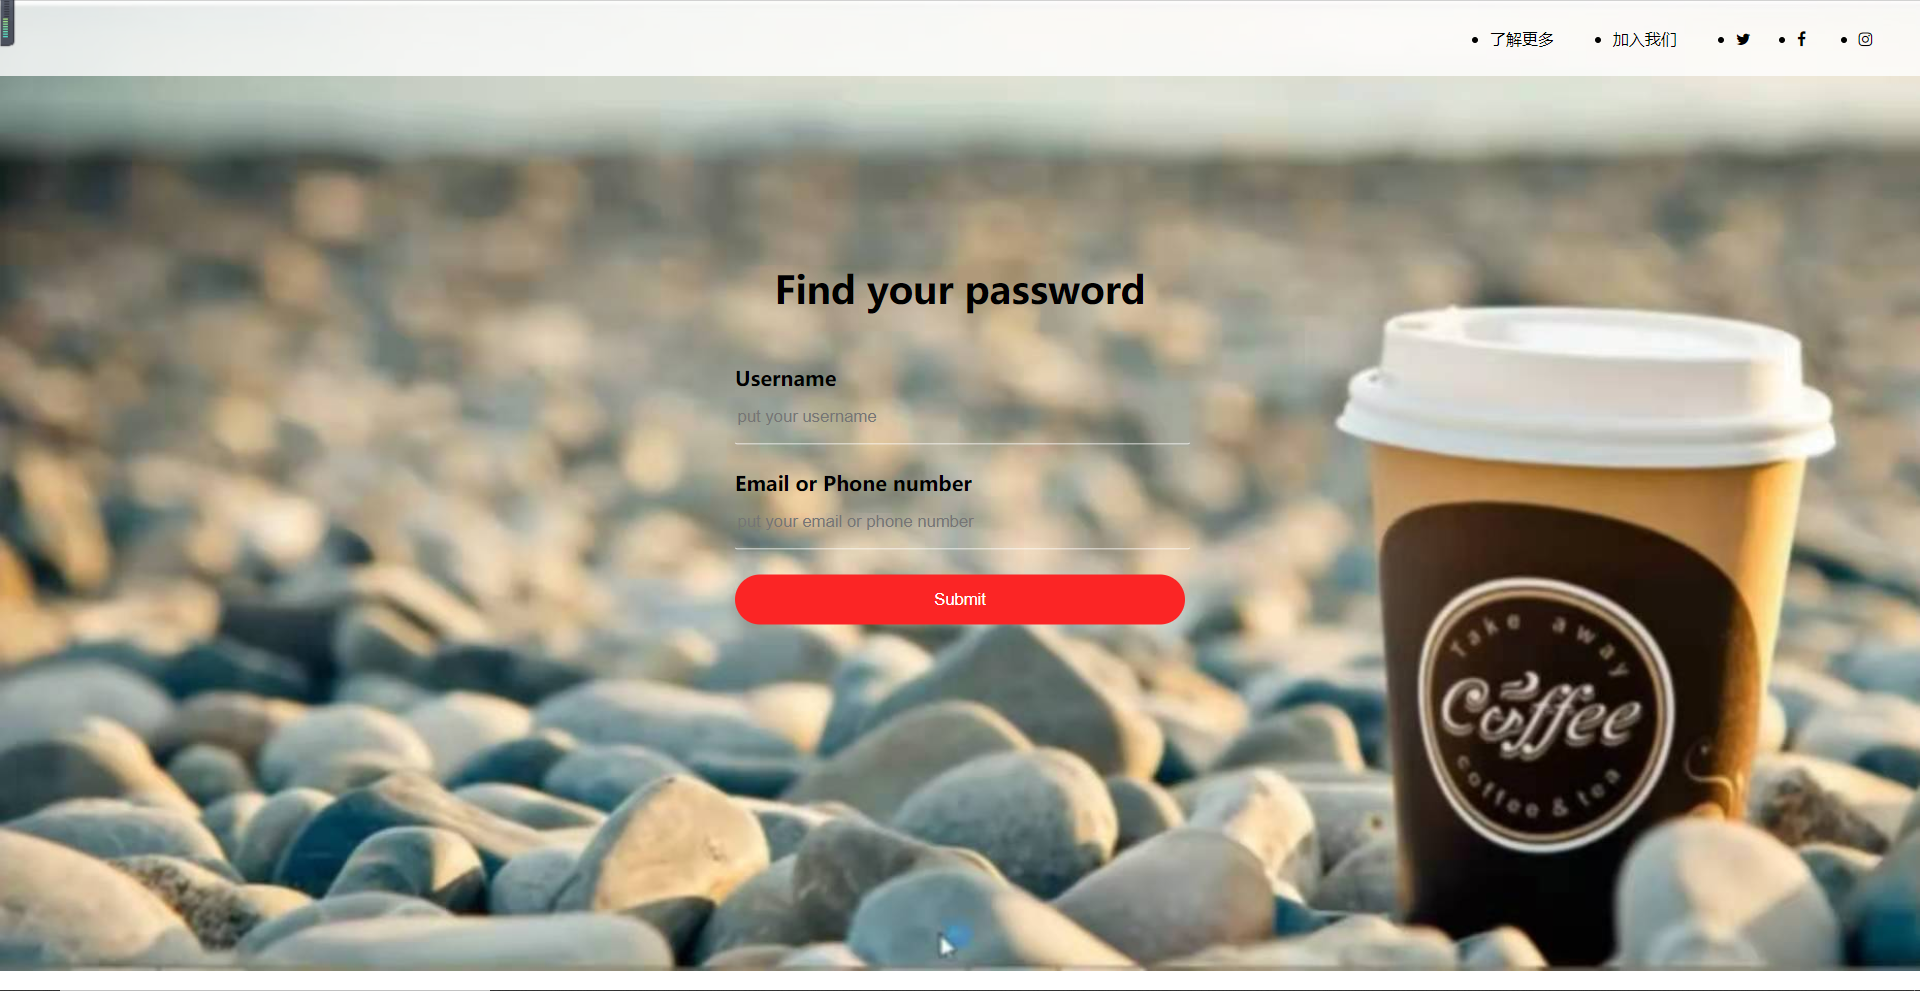 了解更多 加入我们
Find your password
Username
put your username
Email or Phone number
put your email or phone number
Submit
Take away
Coffee
coffee & tea